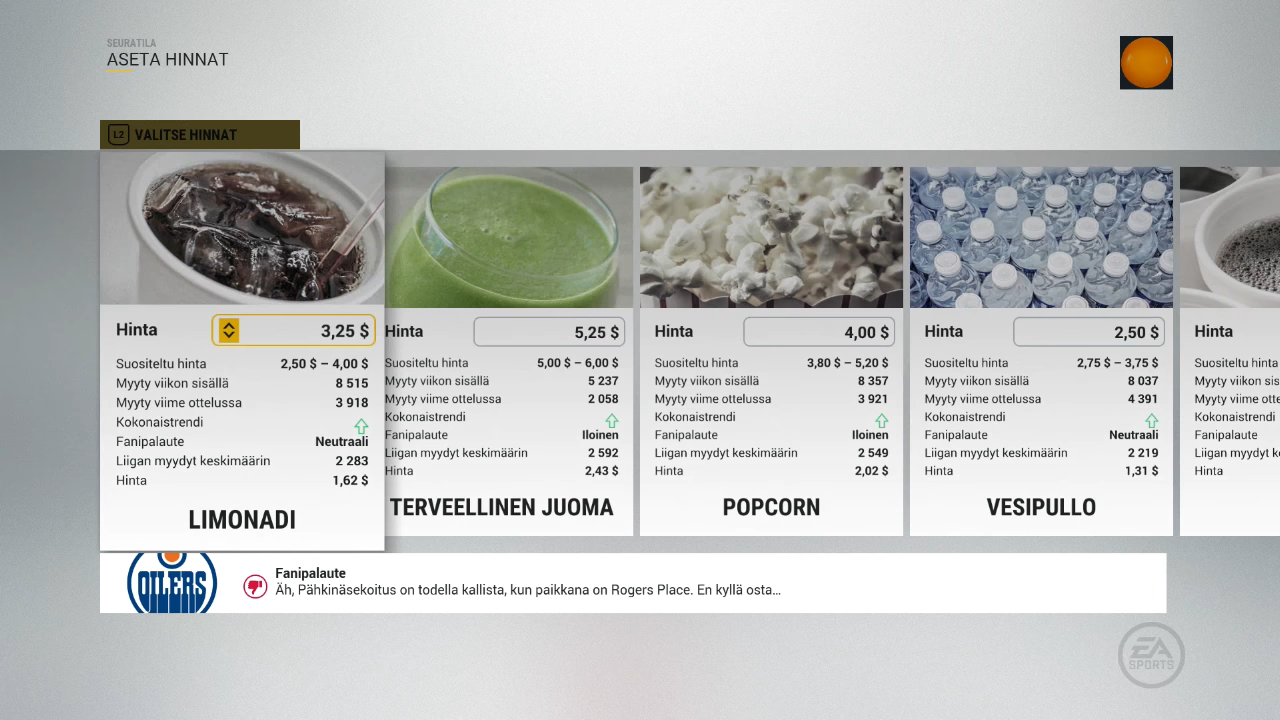 SEURATILA
ASETA HINNAT
L2 VALITSE HINNAT
Hinta 3,25 $
Suositeltu hinta 2,50 $ – 4,00 $
Myyty viikon sisällä 8 515
Myyty viime ottelussa 3 918
Kokonaistrendi
Fanipalaute Neutraali
Liigan myydyt keskimäärin 2 283
Hinta 1,62 $
LIMONADI
Hinta 5,25 $
Suositeltu hinta 5,00 $ – 6,00 $
Myyty viikon sisällä 5 237
Myyty viime ottelussa 2 058
Kokonaistrendi
Fanipalaute Iloinen
Liigan myydyt keskimäärin 2 592
Hinta 2,43 $
TERVEELLINEN JUOMA
Hinta 4,00 $
Suositeltu hinta 3,80 $ – 5,20 $
Myyty viikon sisällä 8 357
Myyty viime ottelussa 3 921
Kokonaistrendi
Fanipalaute Iloinen
Liigan myydyt keskimäärin 2 549
Hinta 2,02 $
POPCORN
Hinta 2,50 $
Suositeltu hinta 2,75 $ – 3,75 $
Myyty viikon sisällä 8 037
Myyty viime ottelussa 4 391
Kokonaistrendi
Fanipalaute Neutraali
Liigan myydyt keskimäärin 2 219
Hinta 1,31 $
VESIPULLO
Hinta
Suositeltu hinta
Myyty viikon sis
Myyty viime otte
Kokonaistrendi
Fanipalaute
Liigan myydyt k
Hinta
OILERS
Fanipalaute
Äh, Pähkinäsekoitus on todella kallista, kun paikkana on Rogers Place. En kyllä osta...
EA
SPORTS